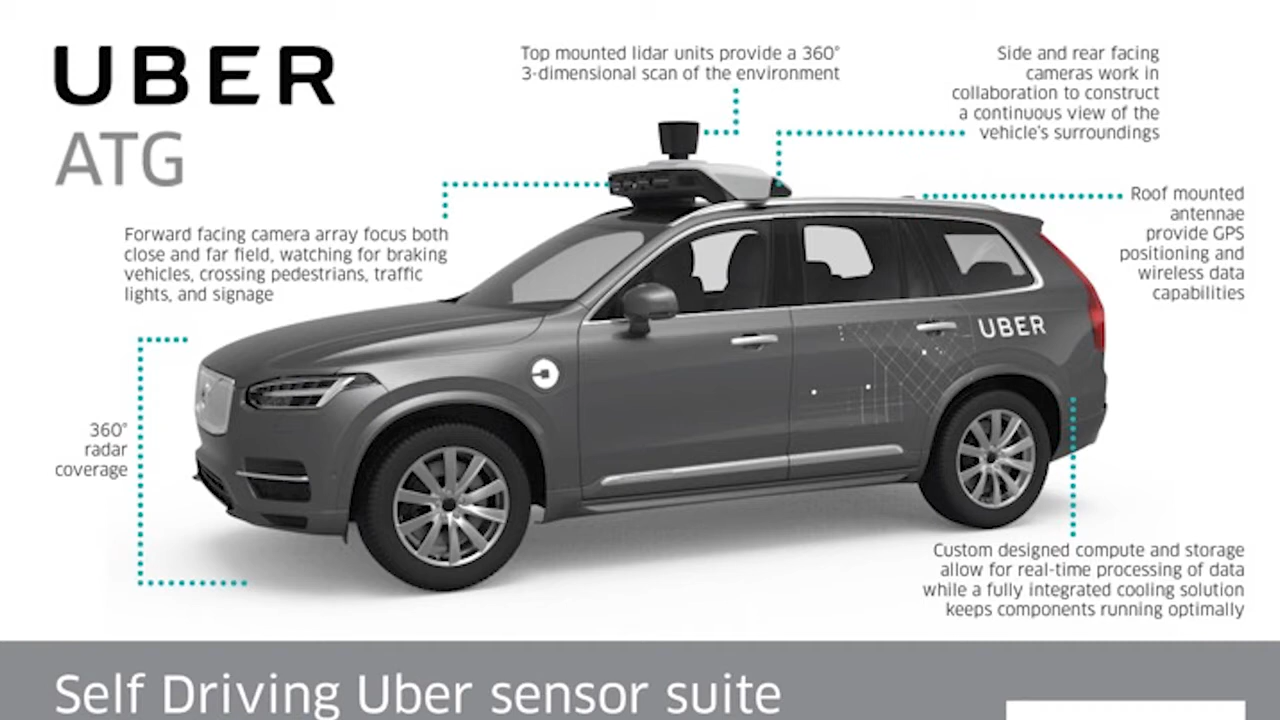 UBER
ATG
Top mounted lidar units provide a 360°
3-dimensional scan of the environment
Side and rear facing
cameras work in
collaboration to construct
a continuous view of the
vehicle's surroundings
Roof mounted
antennae
provide GPS
positioning and
wireless data
capabilities
Forward facing camera array focus both
close and far field, watching for braking
vehicles, crossing pedestrians, traffic
lights, and signage
UBER
360°
radar
coverage
Custom designed compute and storage
allow for real-time processing of data
while a fully integrated cooling solution
keeps components running optimally
Self Driving Uber sensor suite